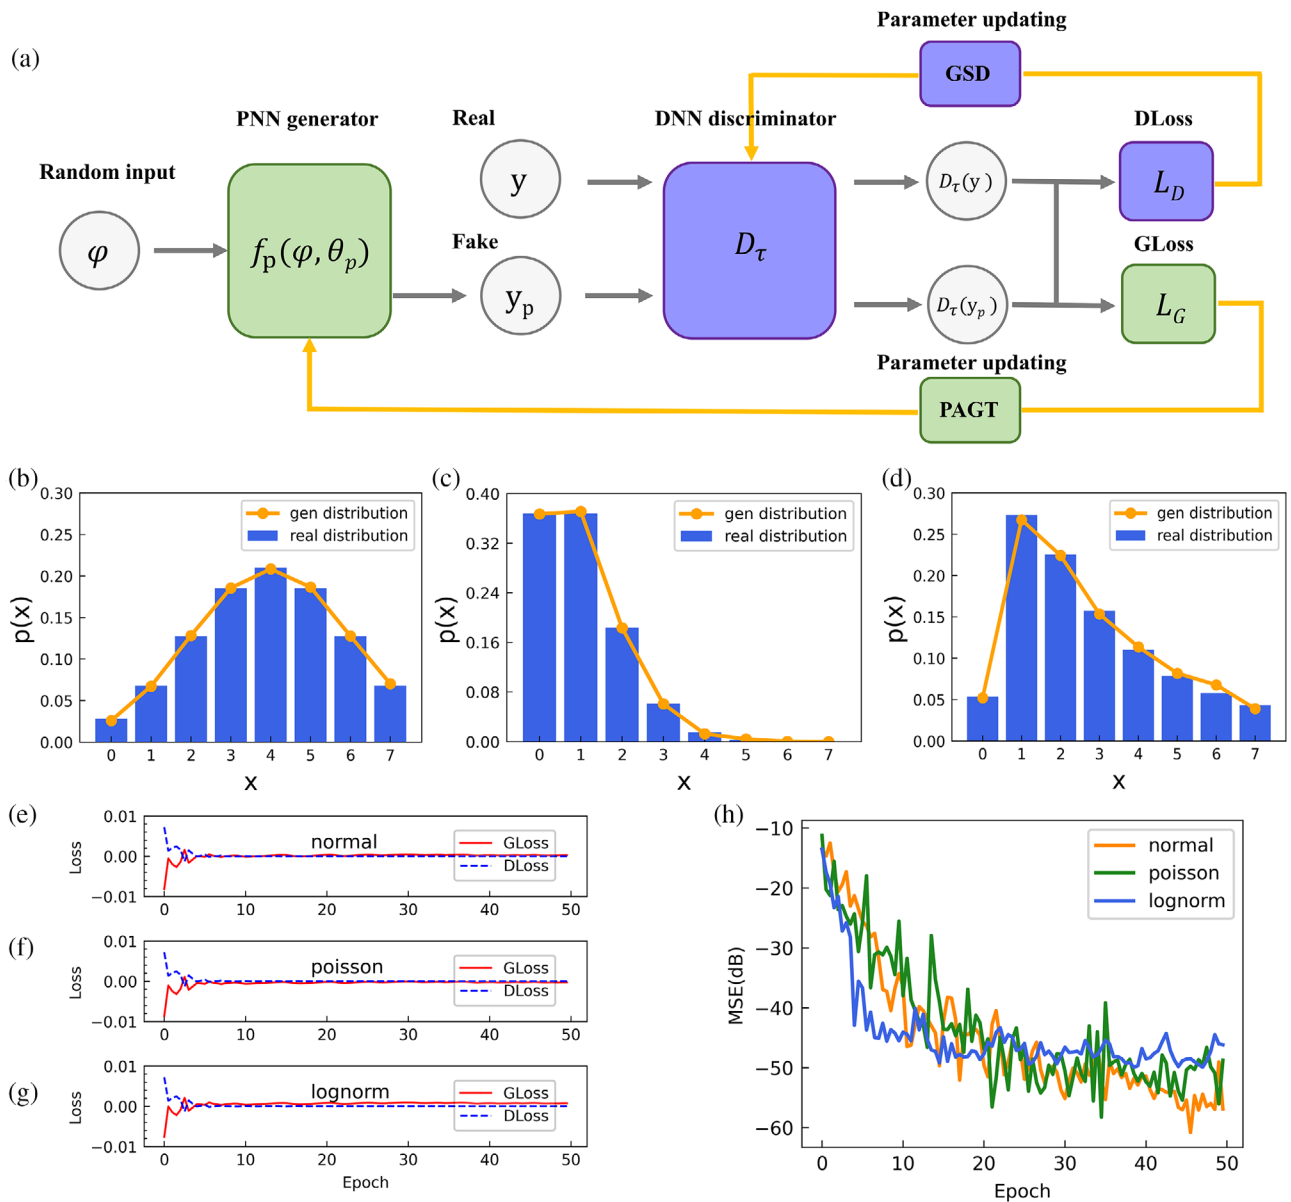 (a)
Parameter updating
GSD
PNN generator
Real
DNN discriminator
DLoss
Random input
φ
f_p(φ, θ_p)
y
D_τ
D_τ(y)
L_D
Fake
GLoss
y_p
D_τ(y_p)
L_G
Parameter updating
PAGT
(b)
0.30
0.25
0.20
0.15
0.10
0.05
0.00
p(x)
gen distribution
real distribution
0 1 2 3 4 5 6 7
x
(c)
0.40
0.32
0.24
0.16
0.08
0.00
p(x)
gen distribution
real distribution
0 1 2 3 4 5 6 7
x
(d)
0.30
0.25
0.20
0.15
0.10
0.05
0.00
p(x)
gen distribution
real distribution
0 1 2 3 4 5 6 7
x
(e)
0.01
0.00
−0.01
Loss
normal
GLoss
DLoss
0 10 20 30 40 50
(f)
0.01
0.00
−0.01
Loss
poisson
GLoss
DLoss
0 10 20 30 40 50
(g)
0.01
0.00
−0.01
Loss
lognorm
GLoss
DLoss
0 10 20 30 40 50
Epoch
(h)
−10
−20
−30
−40
−50
−60
MSE(dB)
normal
poisson
lognorm
0 10 20 30 40 50
Epoch